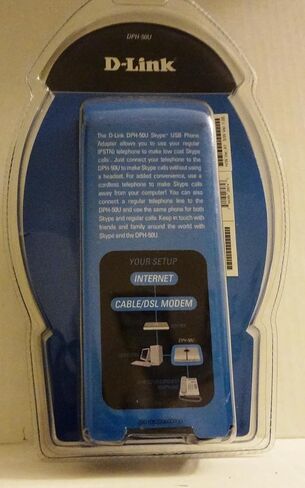 DPH-50U
D-Link
The D-Link DPH-50U Skype™ USB Phone
Adapter allows you to use your regular
(PSTN) telephone to make low cost Skype
calls. Just connect your telephone to the
DPH-50U to make Skype calls without using
a headset. For added convenience, use a
cordless telephone to make Skype calls
away from your computer! You can also
connect a regular telephone line to the
DPH-50U and use the same phone for both
Skype and regular calls. Keep in touch with
friends and family around the world with
Skype and the DPH-50U.
YOUR SETUP
INTERNET
CABLE/DSL MODEM
DPH-50U